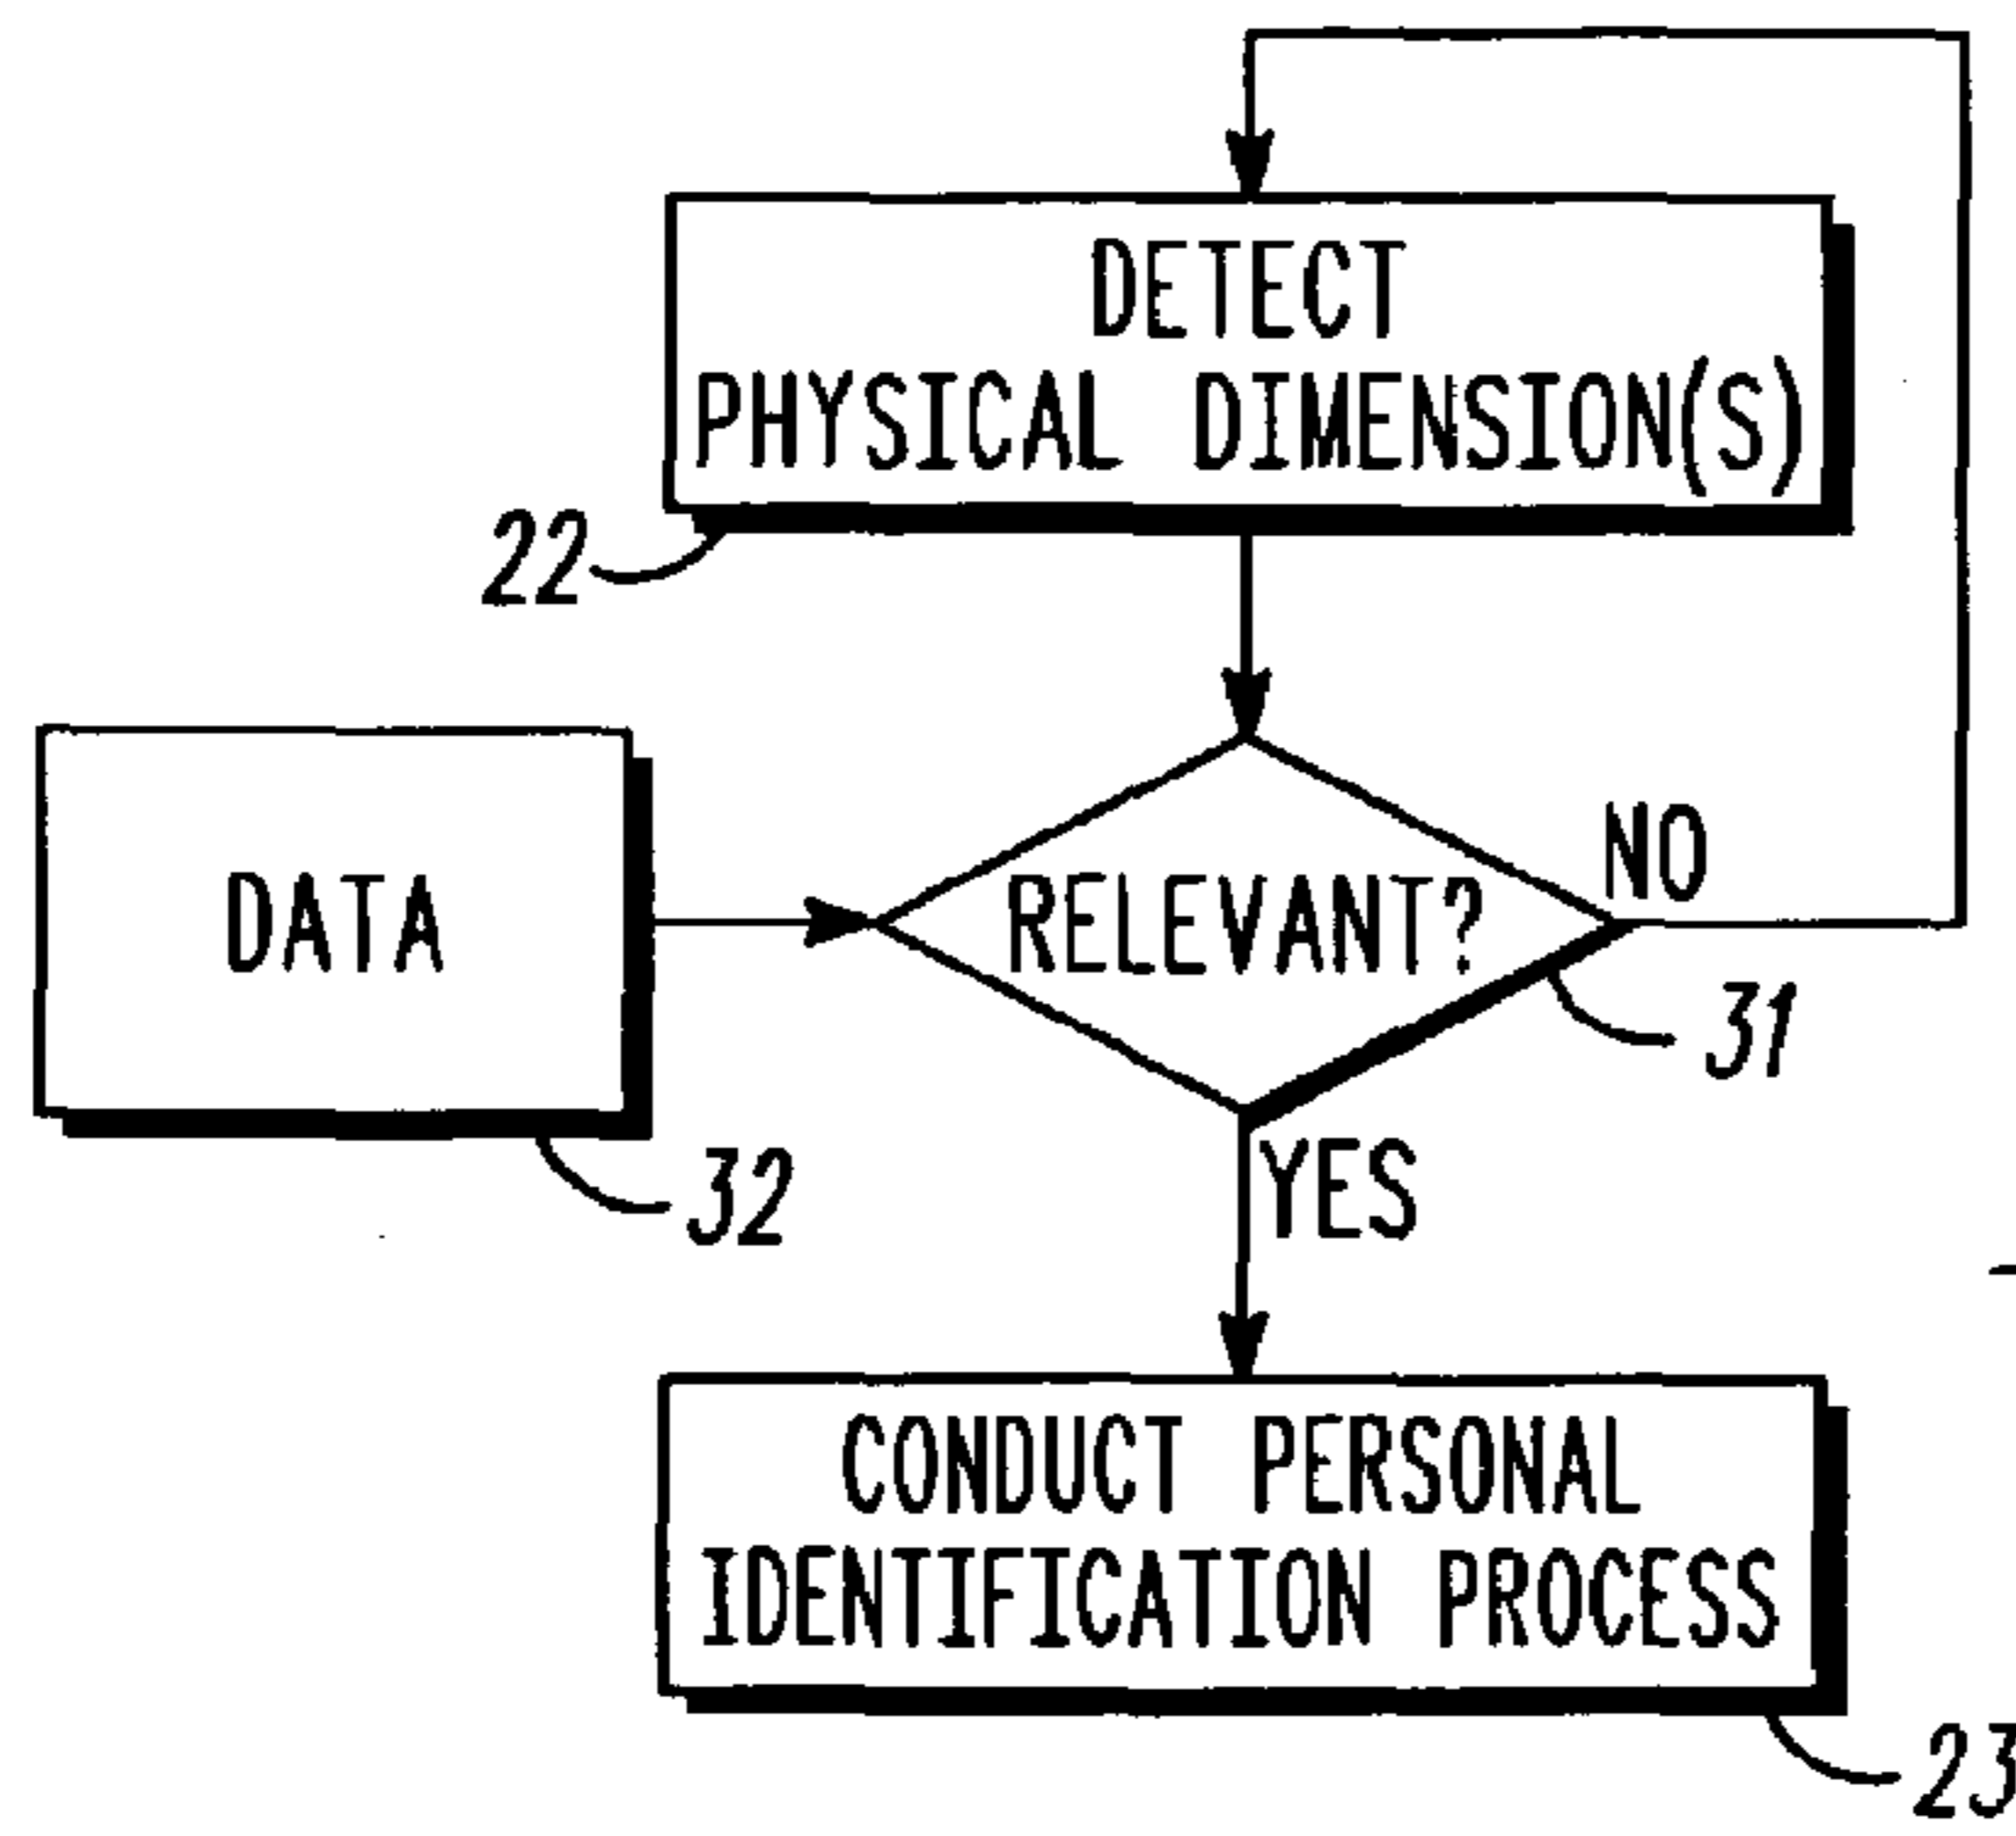 DETECT
PHYSICAL DIMENSION(S)
22
DATA
RELEVANT?
NO
31
32
YES
CONDUCT PERSONAL
IDENTIFICATION PROCESS
23